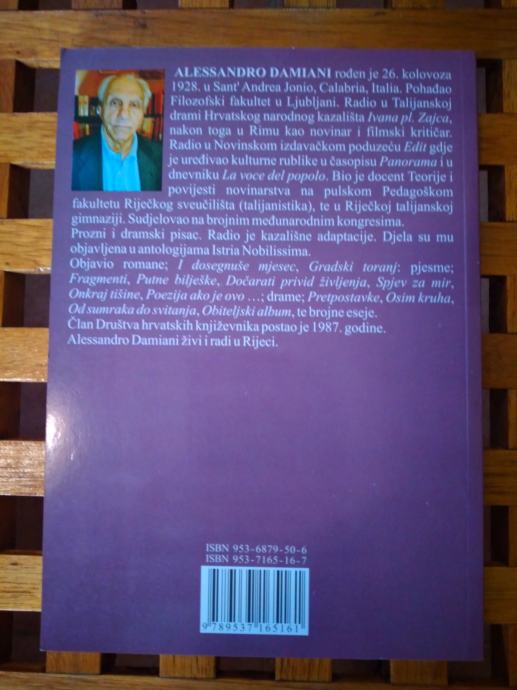 ALESSANDRO DAMIANI rođen je 26. kolovoza
1928. u Sant' Andrea Jonio, Calabria, Italia. Pohađao
Filozofski fakultet u Ljubljani. Radio u Talijanskoj
drami Hrvatskog narodnog kazališta Ivana pl. Zajca,
nakon toga u Rimu kao novinar i filmski kritičar.
Radio u Novinskom izdavačkom poduzeću Edit gdje
je uređivao kulturne rublike u časopisu Panorama i u
dnevniku La voce del popolo. Bio je docent Teorije i
povijesti novinarstva na pulskom Pedagoškom
fakultetu Riječkog sveučilišta (talijanistika), te u Riječkoj talijanskoj
gimnaziji. Sudjelovao na brojnim međunarodnim kongresima.
Prozni i dramski pisac. Radio je kazališne adaptacije. Djela su mu
objavljena u antologijama Istria Nobilissima.
Objavio romane; I dosegnuše mjesec, Gradski toranj: pjesme;
Fragmenti, Putne bilješke, Dočarati privid življenja, Spjev za mir,
Onkraj tišine, Poezija ako je ovo ...; drame; Pretpostavke, Osim kruha,
Od sumraka do svitanja, Obiteljski album, te brojne eseje.
Član Društva hrvatskih književnika postao je 1987. godine.
Alessandro Damiani živi i radi u Rijeci.
ISBN 953-6879-50-6
ISBN 953-7165-16-7
9 789537 165161